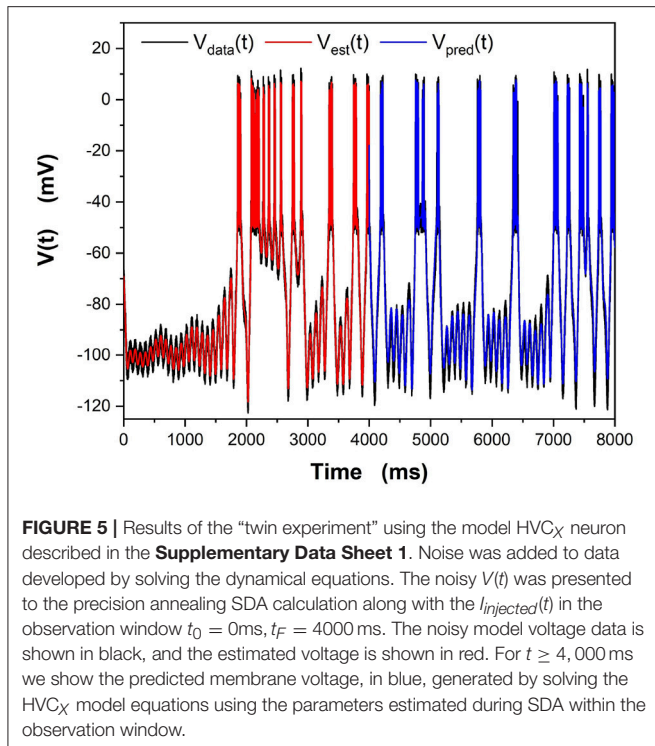 V_data(t) V_est(t) V_pred(t)
20
0
-20
-40
-60
-80
-100
-120
V(t) (mV)
0 1000 2000 3000 4000 5000 6000 7000 8000
Time (ms)
FIGURE 5 | Results of the “twin experiment” using the model HVC_X neuron
described in the Supplementary Data Sheet 1. Noise was added to data
developed by solving the dynamical equations. The noisy V(t) was presented
to the precision annealing SDA calculation along with the I_injected(t) in the
observation window t_0 = 0ms, t_F = 4000 ms. The noisy model voltage data is
shown in black, and the estimated voltage is shown in red. For t ≥ 4, 000 ms
we show the predicted membrane voltage, in blue, generated by solving the
HVC_X model equations using the parameters estimated during SDA within the
observation window.